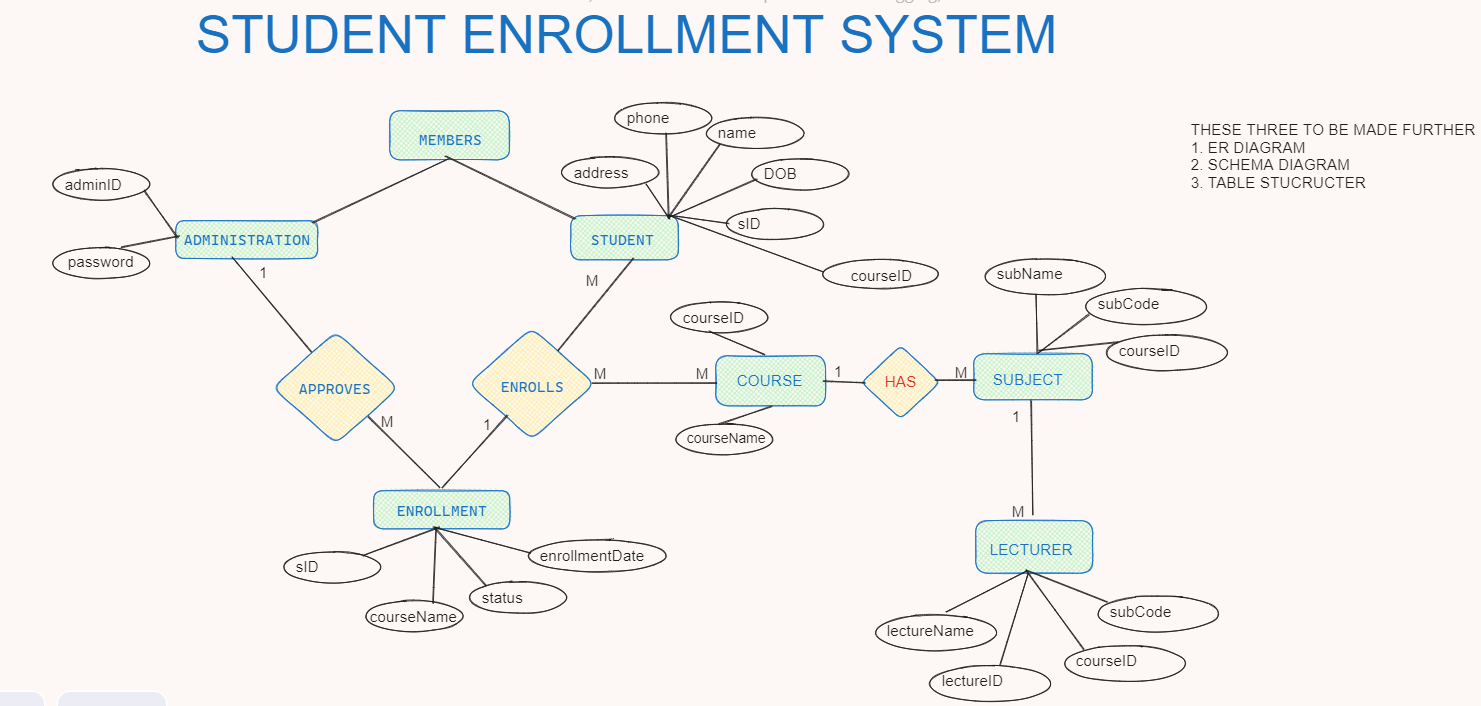 STUDENT ENROLLMENT SYSTEM
MEMBERS
phone
name
THESE THREE TO BE MADE FURTHER
1. ER DIAGRAM
2. SCHEMA DIAGRAM
3. TABLE STUCRUCTER
adminID
address
DOB
sID
ADMINISTRATION
STUDENT
password
courseID
1
M
subName
subCode
courseID
courseID
APPROVES
ENROLLS
M
M
COURSE
1
HAS
M
SUBJECT
M
1
courseName
1
ENROLLMENT
M
LECTURER
sID
enrollmentDate
courseName
status
lectureName
subCode
lectureID
courseID